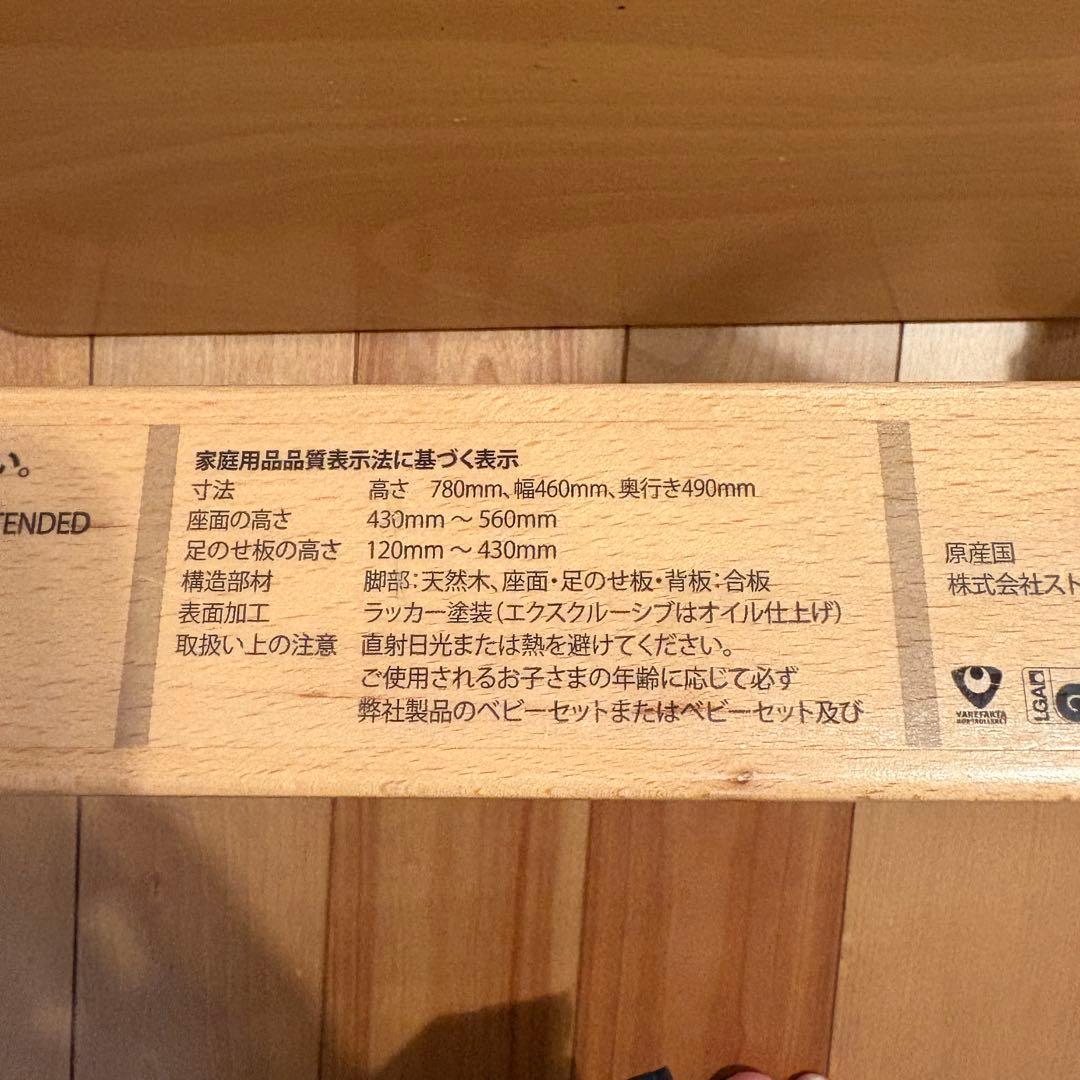 い。
TENDED
家庭用品品質表示法に基づく表示
寸法 高さ 780mm、幅460mm、奥行き490mm
座面の高さ 430mm ～ 560mm
足のせ板の高さ 120mm ～ 430mm
構造部材 脚部：天然木、座面・足のせ板・背板：合板
表面加工 ラッカー塗装（エクスクルーシブはオイル仕上げ）
取扱い上の注意 直射日光または熱を避けてください。
ご使用されるお子さまの年齢に応じて必ず
弊社製品のベビーセットまたはベビーセット及び
原産国
株式会社スト
VAREFAKTA
KONTROLLERET
LGA